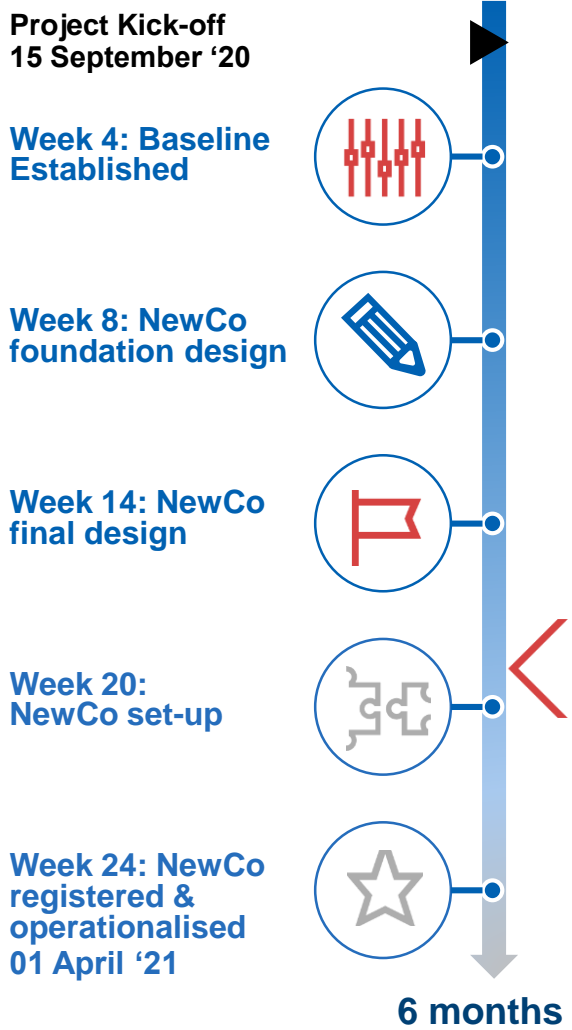 Project Kick-off
15 September ‘20
Week 4: Baseline
Established
Week 8: NewCo
foundation design
Week 14: NewCo
final design
Week 20:
NewCo set-up
Week 24: NewCo
registered &
operationalised
01 April ‘21
6 months